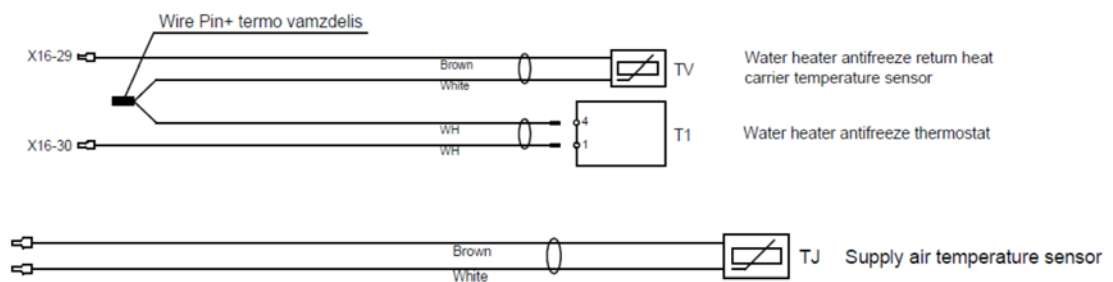 Wire Pin+ termo vamzdelis
X16-29
Brown
White
TV
Water heater antifreeze return heat
carrier temperature sensor
WH
4
X16-30
WH
1
T1
Water heater antifreeze thermostat
Brown
White
TJ
Supply air temperature sensor